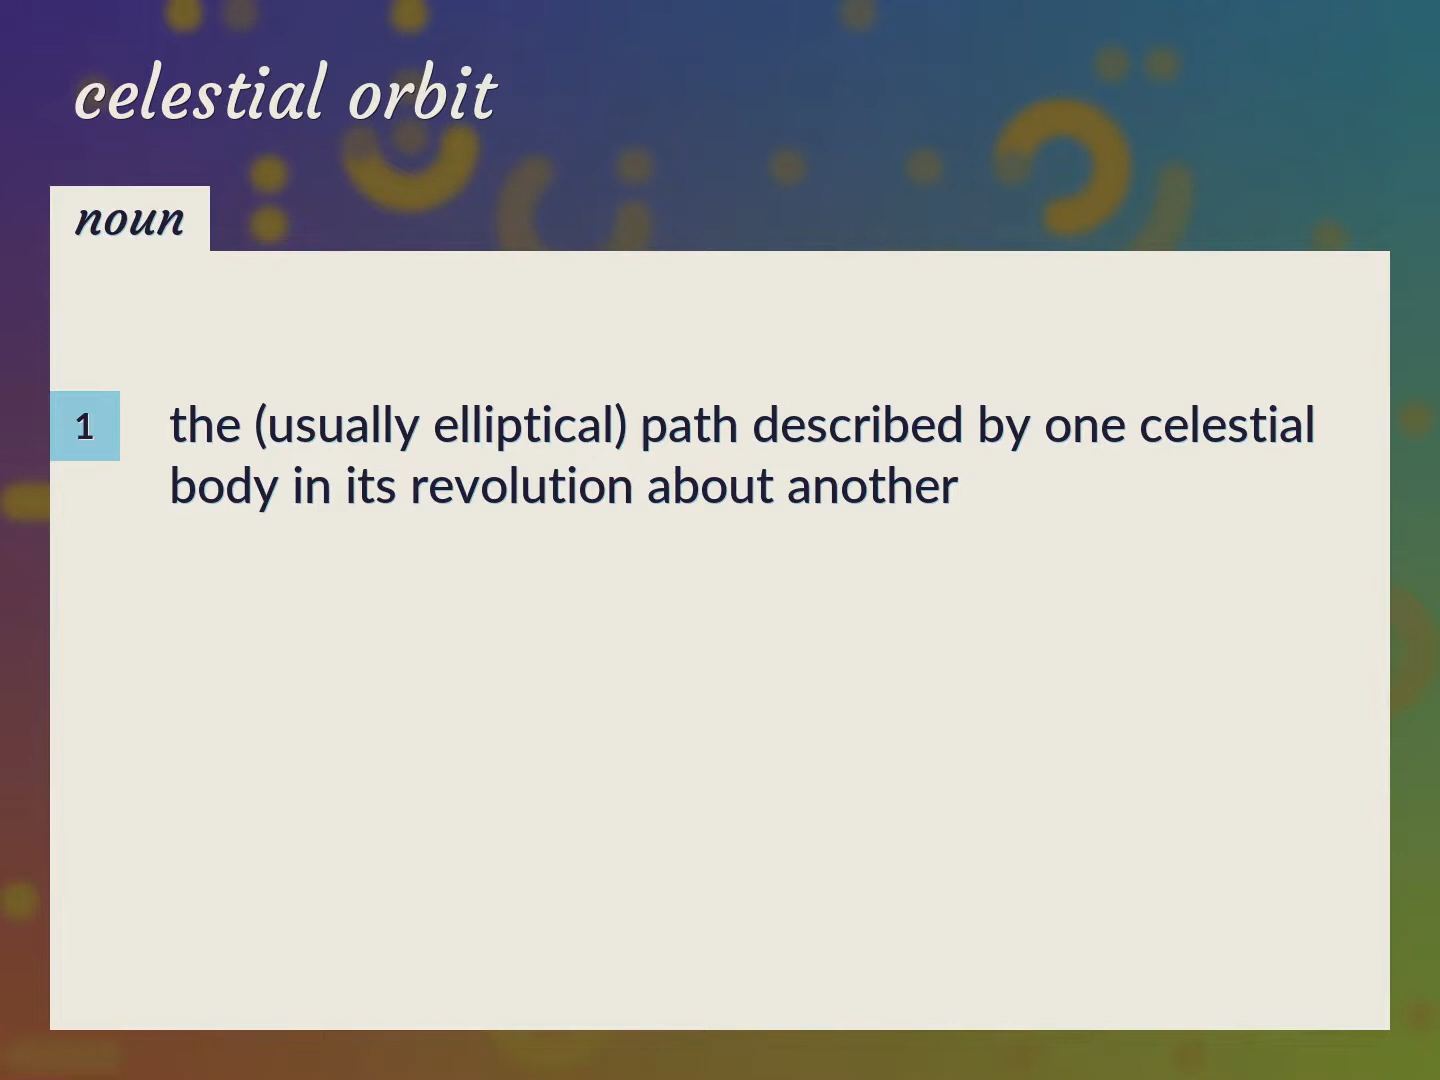 celestial orbit
noun
1 the (usually elliptical) path described by one celestial
body in its revolution about another